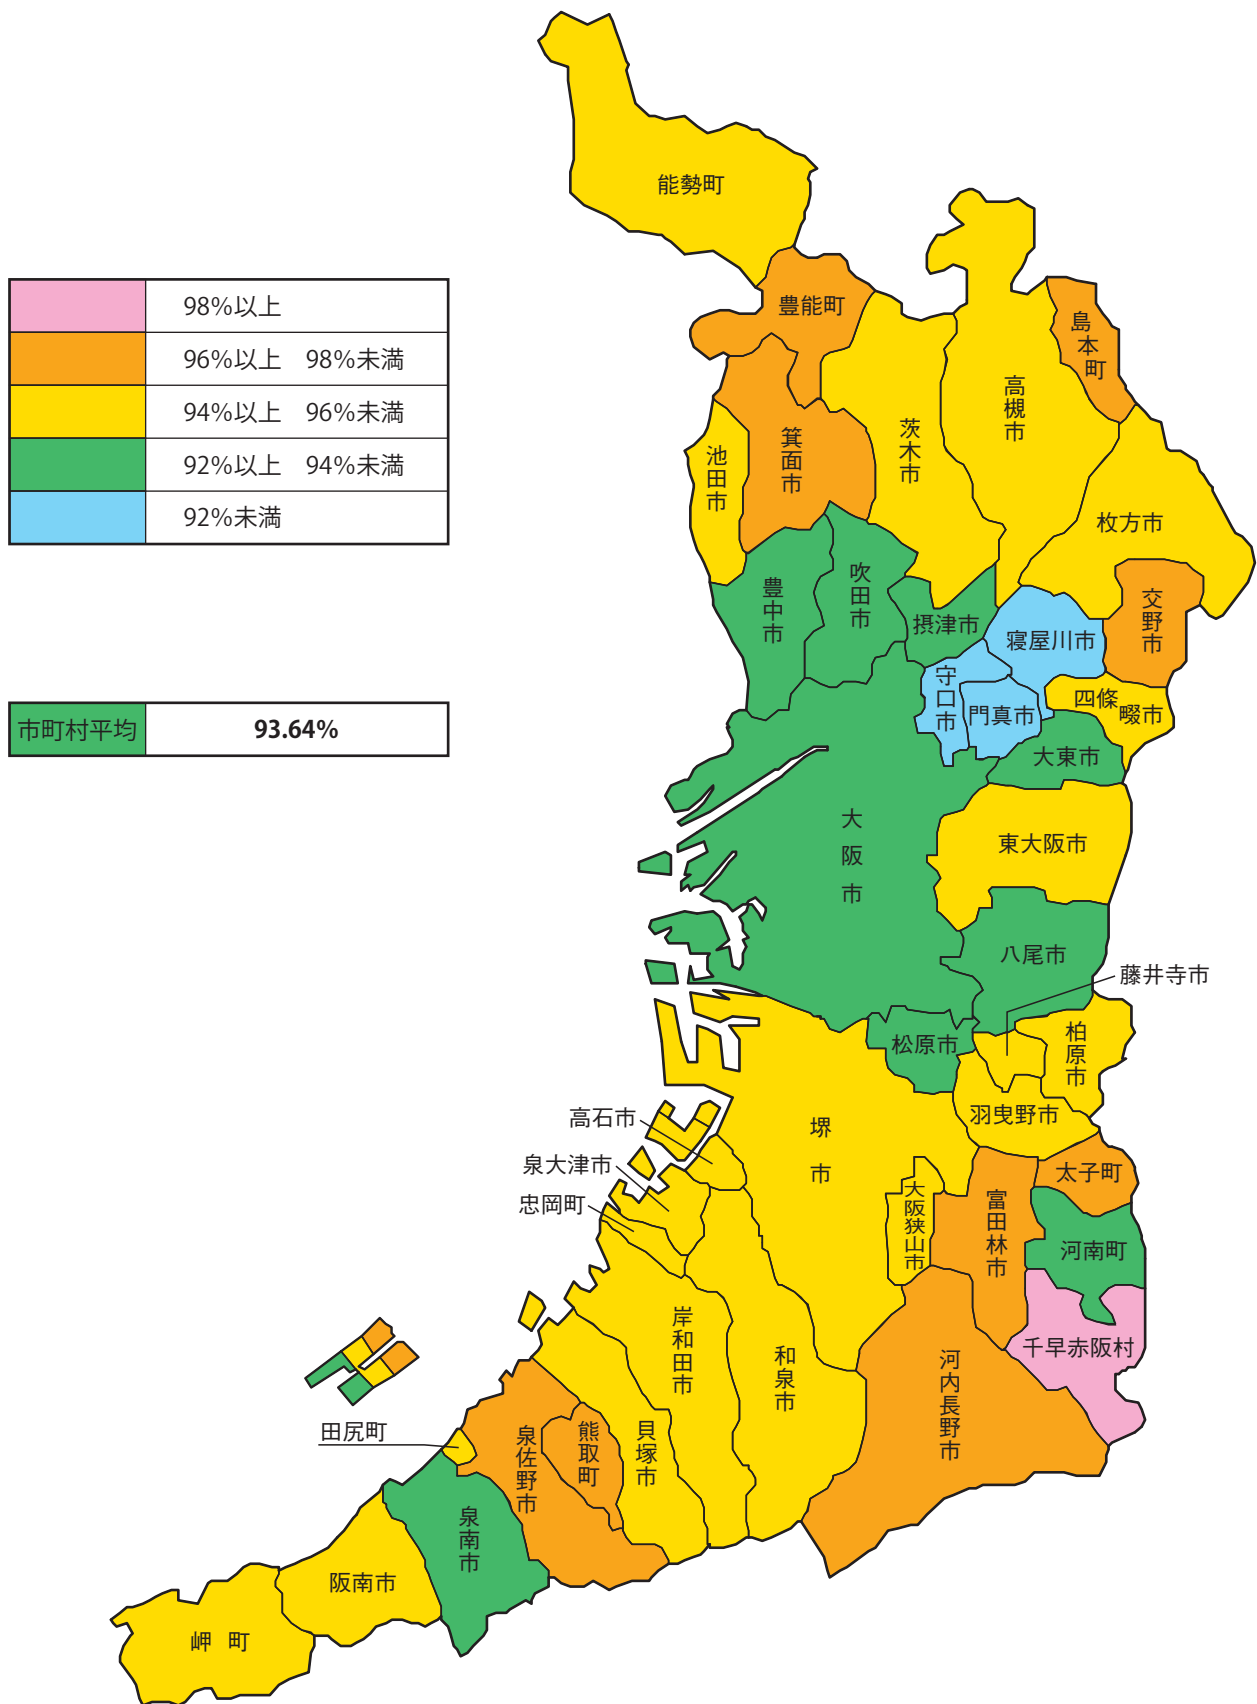 98%以上
96%以上　98%未満
94%以上　96%未満
92%以上　94%未満
92%未満
市町村平均　93.64%
能勢町
豊能町
島本町
高槻市
茨木市
箕面市
池田市
枚方市
吹田市
豊中市
交野市
摂津市
寝屋川市
守口市
門真市
四條畷市
大東市
大阪市
東大阪市
八尾市
藤井寺市
松原市
柏原市
羽曳野市
高石市
堺市
泉大津市
太子町
忠岡町
大阪狭山市
富田林市
河南町
岸和田市
千早赤阪村
和泉市
河内長野市
田尻町
泉佐野市
熊取町
貝塚市
泉南市
阪南市
岬町